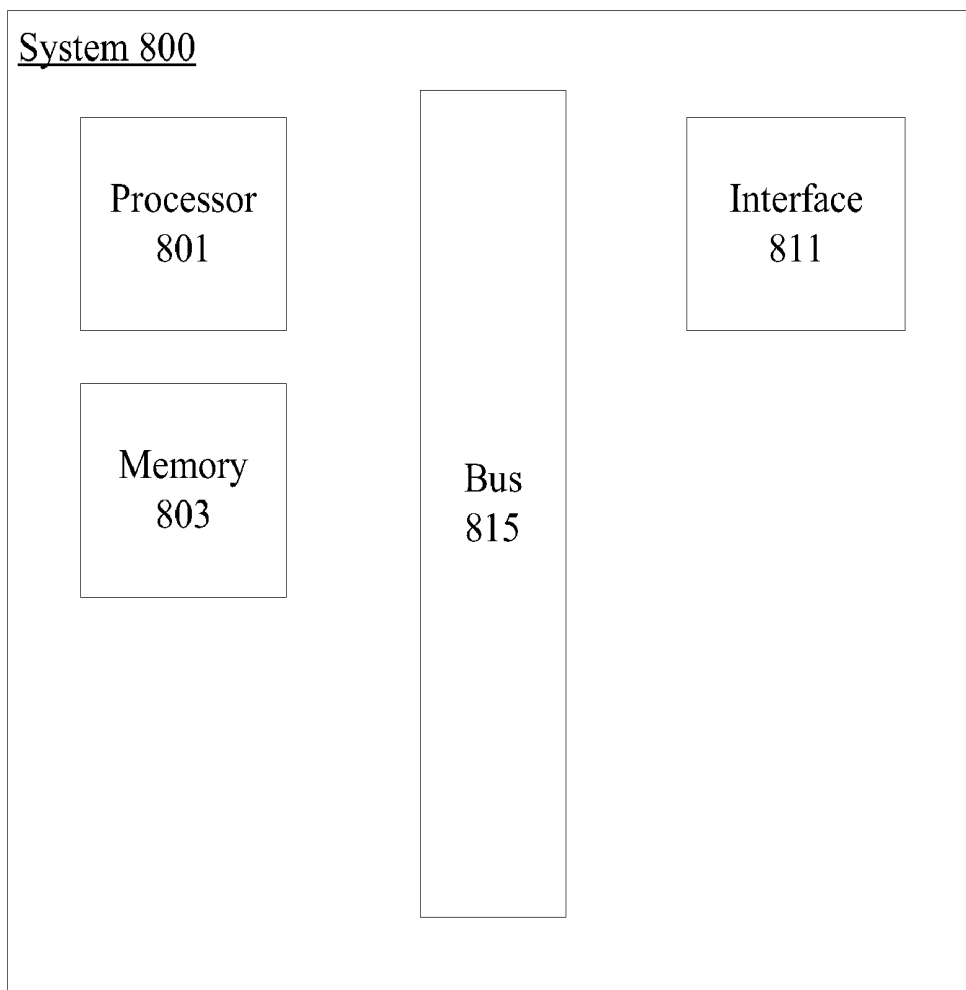 System 800
Processor
801
Interface
811
Memory
803
Bus
815